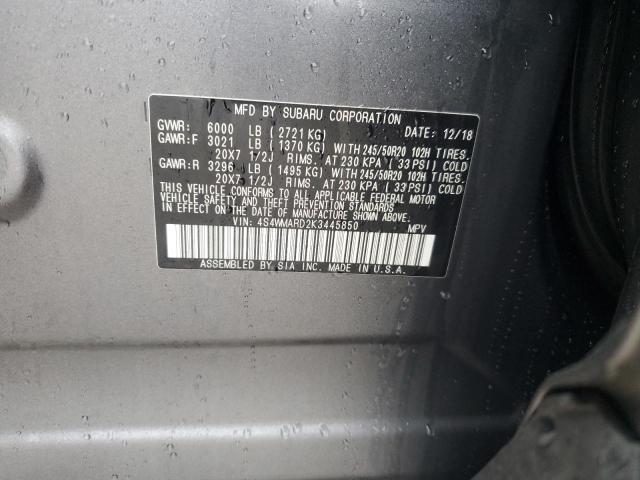 MFD BY SUBARU CORPORATION
GVWR: 6000 LB ( 2721 KG) DATE: 12/18
GAWR:F 3021 LB ( 1370 KG) WITH 245/50R20 102H TIRES.
20X7 1/2J RIMS. AT 230 KPA ( 33 PSI) COLD
GAWR:R 3296 LB ( 1495 KG) WITH 245/50R20 102H TIRES.
20X7 1/2J RIMS. AT 230 KPA ( 33 PSI) COLD
THIS VEHICLE CONFORMS TO ALL APPLICABLE FEDERAL MOTOR
VEHICLE SAFETY AND BUMPER STANDARDS
IN EFFECT ON THE DATE OF MANUFACTURE SHOWN ABOVE.
VIN: 4S4WMARD2K3445850 MPV
ASSEMBLED BY SIA INC. MADE IN U.S.A.